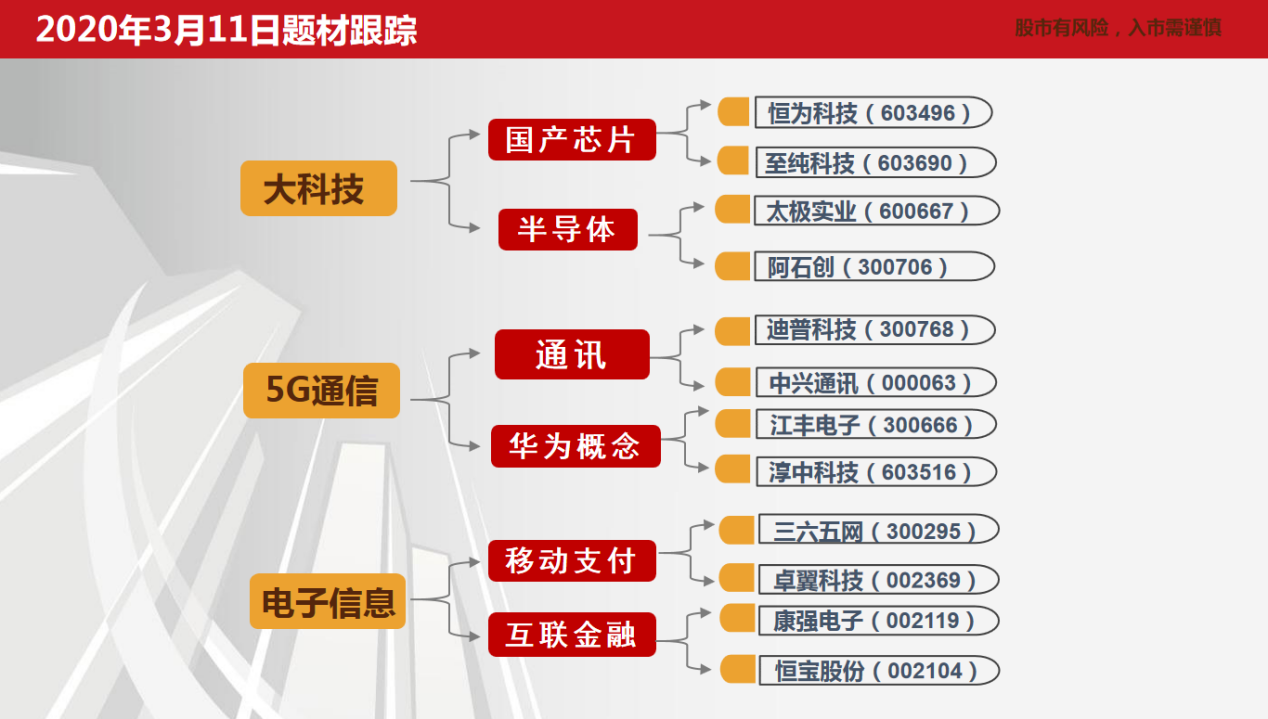 2020年3月11日题材跟踪
股市有风险，入市需谨慎
大科技
国产芯片
恒为科技（603496）
至纯科技（603690）
半导体
太极实业（600667）
阿石创（300706）
5G通信
通讯
迪普科技（300768）
中兴通讯（000063）
华为概念
江丰电子（300666）
淳中科技（603516）
电子信息
移动支付
三六五网（300295）
卓翼科技（002369）
互联金融
康强电子（002119）
恒宝股份（002104）